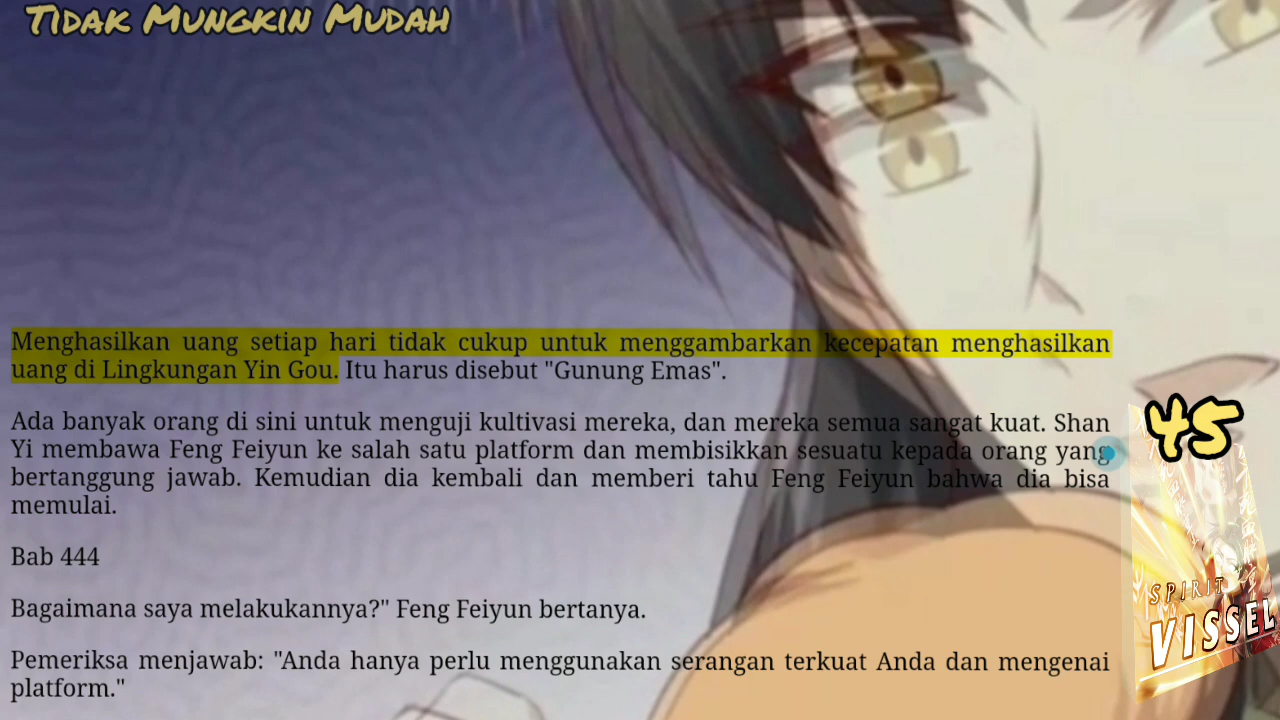 Tidak Mungkin Mudah
Menghasilkan uang setiap hari tidak cukup untuk menggambarkan kecepatan menghasilkan
uang di Lingkungan Yin Gou. Itu harus disebut "Gunung Emas".
Ada banyak orang di sini untuk menguji kultivasi mereka, dan mereka semua sangat kuat. Shan
Yi membawa Feng Feiyun ke salah satu platform dan membisikkan sesuatu kepada orang yang
bertanggung jawab. Kemudian dia kembali dan memberi tahu Feng Feiyun bahwa dia bisa
memulai.
Bab 444
Bagaimana saya melakukannya?" Feng Feiyun bertanya.
Pemeriksa menjawab: "Anda hanya perlu menggunakan serangan terkuat Anda dan mengenai
platform."
45
SPIRIT
VISSEL